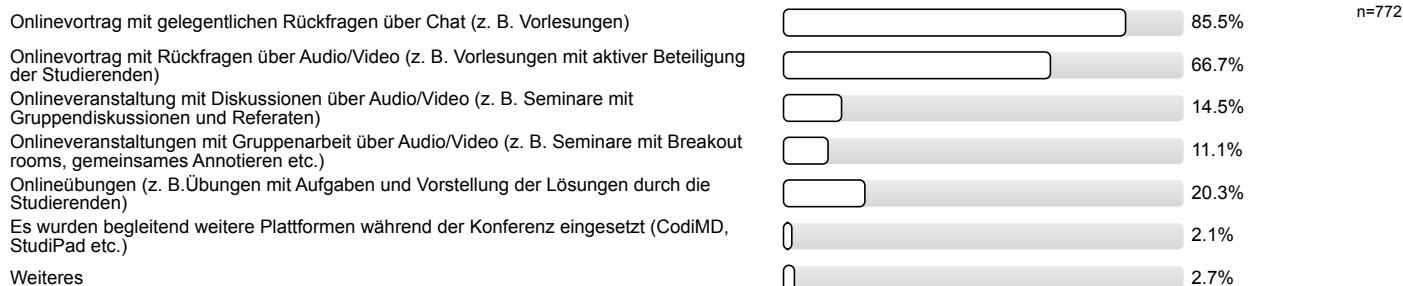 n=772
Onlinevortrag mit gelegentlichen Rückfragen über Chat (z. B. Vorlesungen)
85.5%
Onlinevortrag mit Rückfragen über Audio/Video (z. B. Vorlesungen mit aktiver Beteiligung
der Studierenden)
66.7%
Onlineveranstaltung mit Diskussionen über Audio/Video (z. B. Seminare mit
Gruppendiskussionen und Referaten)
14.5%
Onlineveranstaltungen mit Gruppenarbeit über Audio/Video (z. B. Seminare mit Breakout
rooms, gemeinsames Annotieren etc.)
11.1%
Onlineübungen (z. B.Übungen mit Aufgaben und Vorstellung der Lösungen durch die
Studierenden)
20.3%
Es wurden begleitend weitere Plattformen während der Konferenz eingesetzt (CodiMD,
StudiPad etc.)
2.1%
Weiteres
2.7%